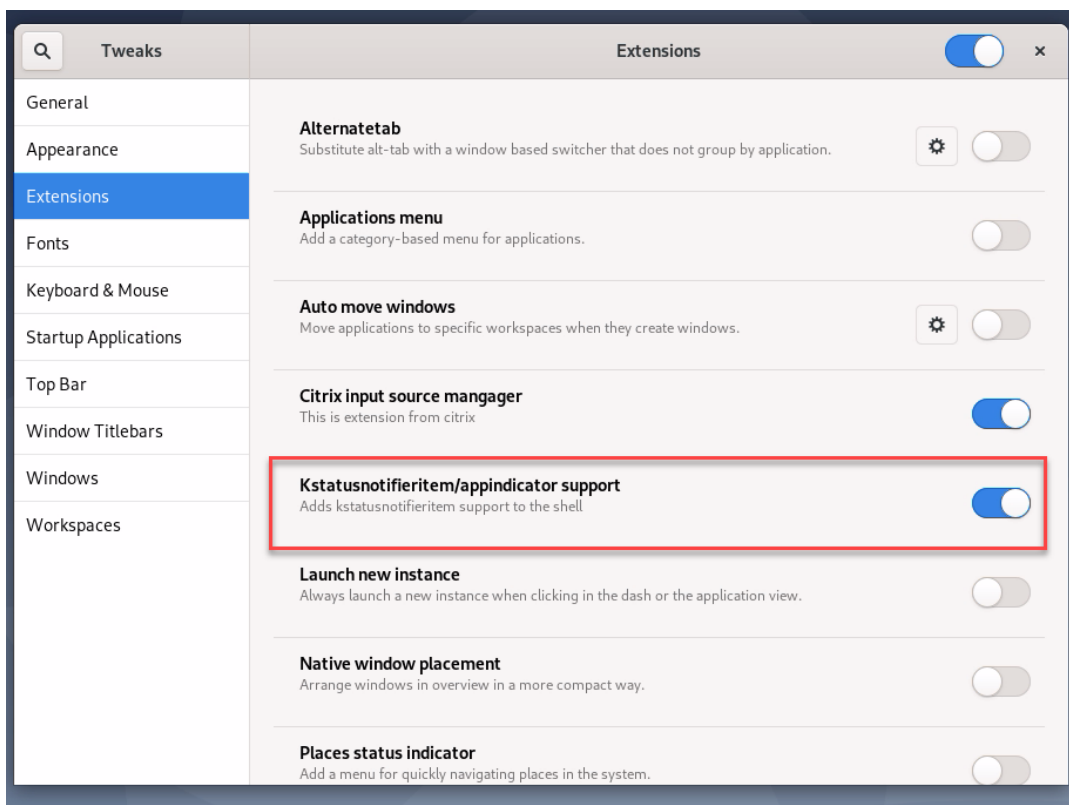 Tweaks
Extensions
General
Appearance
Extensions
Fonts
Keyboard & Mouse
Startup Applications
Top Bar
Window Titlebars
Windows
Workspaces
Alternatetab
Substitute alt-tab with a window based switcher that does not group by application.
Applications menu
Add a category-based menu for applications.
Auto move windows
Move applications to specific workspaces when they create windows.
Citrix input source mangager
This is extension from citrix
Kstatusnotifieritem/appindicator support
Adds kstatusnotifieritem support to the shell
Launch new instance
Always launch a new instance when clicking in the dash or the application view.
Native window placement
Arrange windows in overview in a more compact way.
Places status indicator
Add a menu for quickly navigating places in the system.